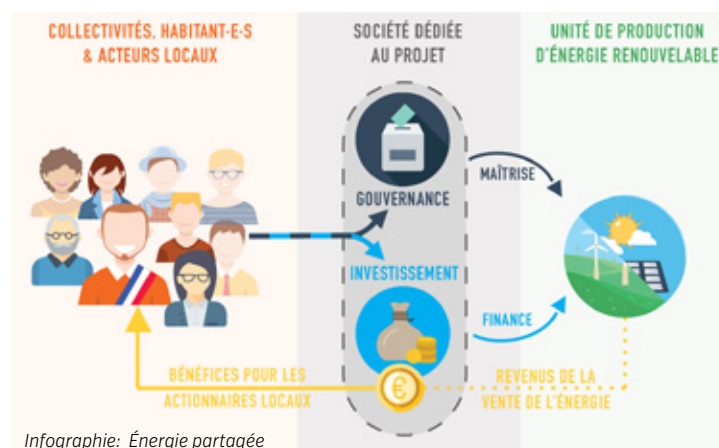 COLLECTIVITÉS, HABITANT-E-S
& ACTEURS LOCAUX
SOCIÉTÉ DÉDIÉE
AU PROJET
UNITÉ DE PRODUCTION
D'ÉNERGIE RENOUVELABLE
GOUVERNANCE
MAÎTRISE
INVESTISSEMENT
FINANCE
BÉNÉFICES POUR LES
ACTIONNAIRES LOCAUX
€
REVENUS DE LA
VENTE DE L'ÉNERGIE
Infographie: Énergie partagée